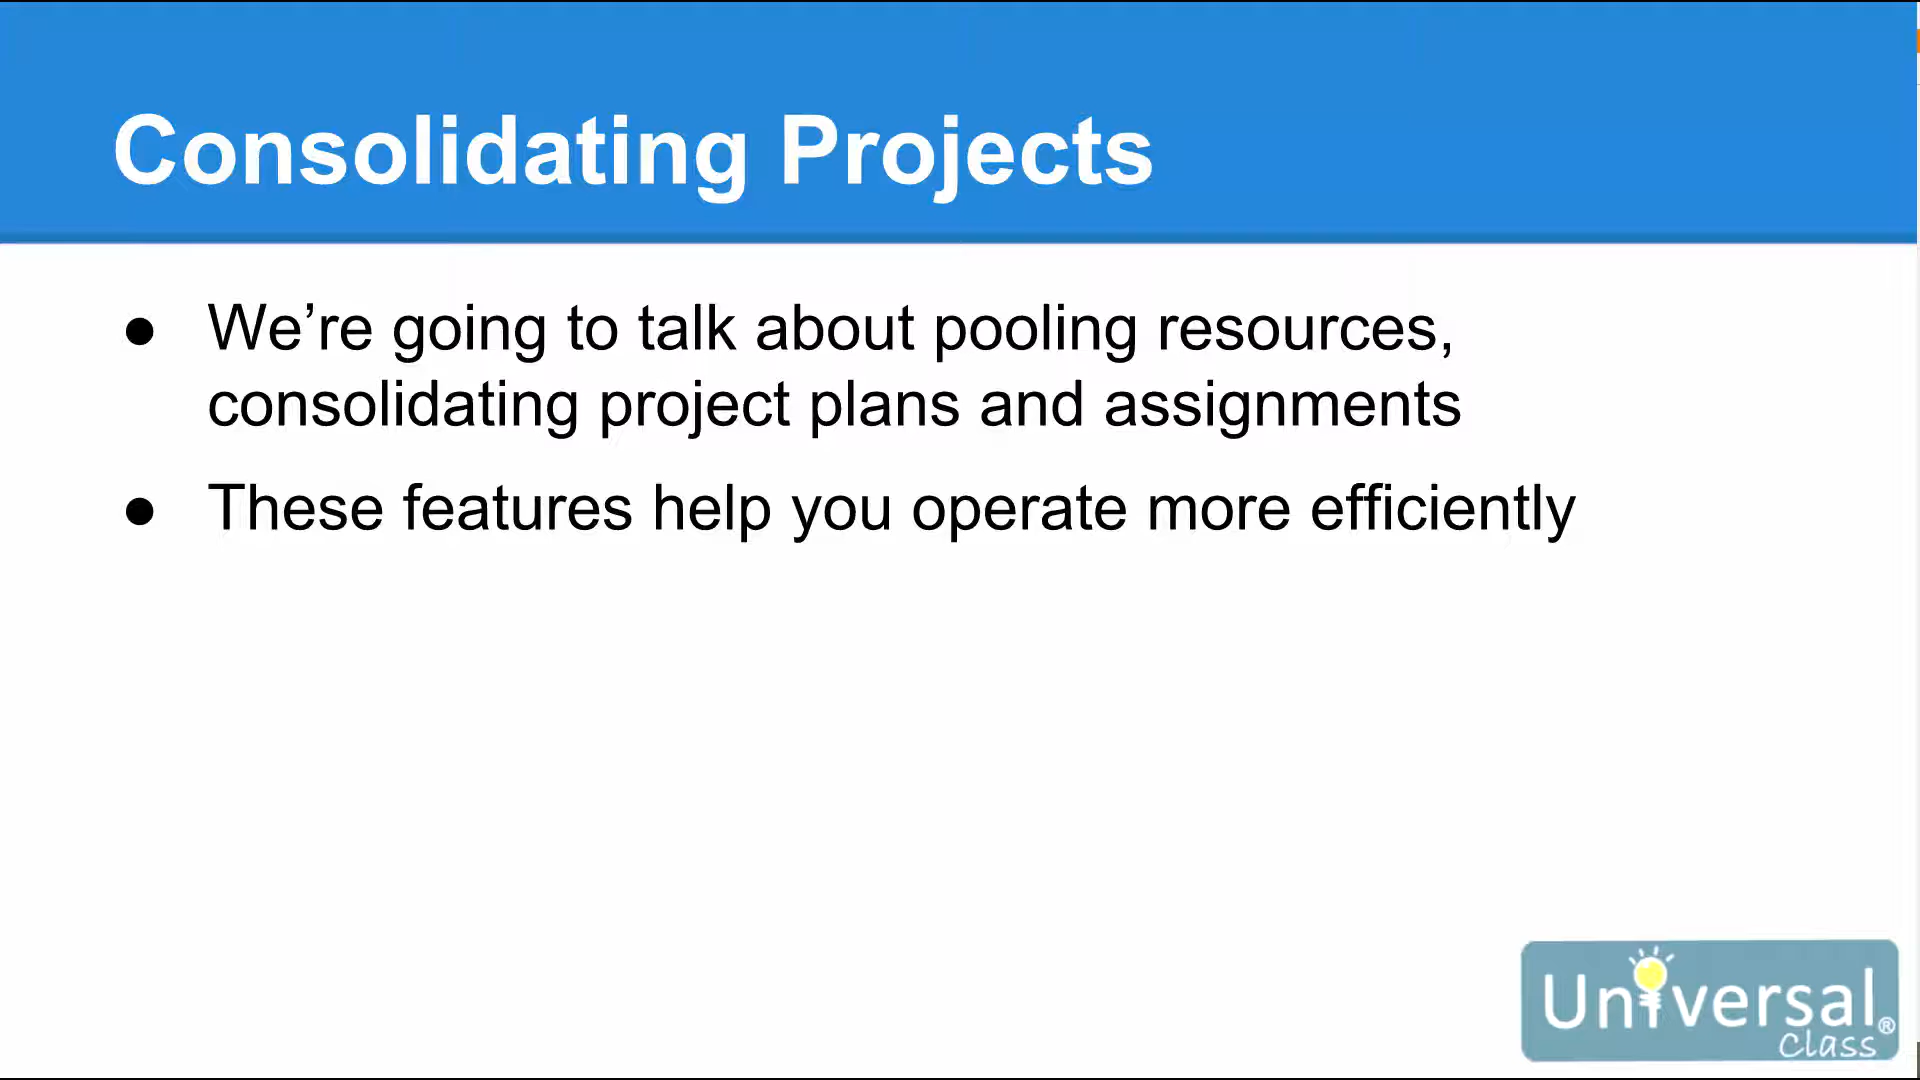 Consolidating Projects
● We’re going to talk about pooling resources,
consolidating project plans and assignments
● These features help you operate more efficiently
Universal®
Class